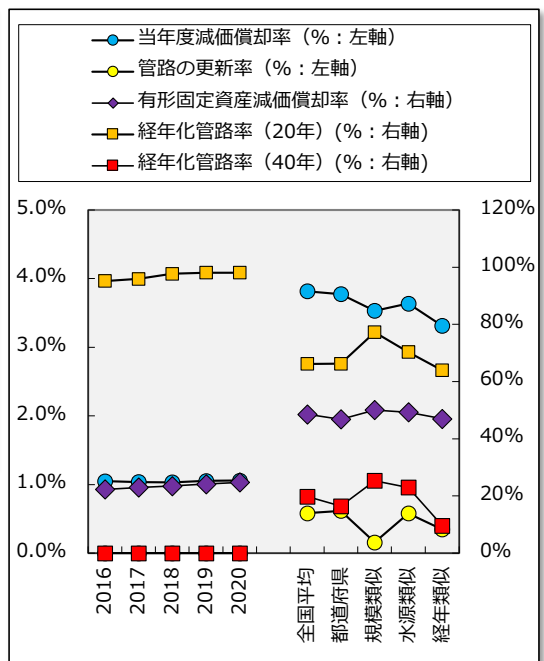 当年度減価償却率（%：左軸）
管路の更新率（%：左軸）
有形固定資産減価償却率（%：右軸）
経年化管路率（20年）(%：右軸)
経年化管路率（40年）(%：右軸)
5.0%
4.0%
3.0%
2.0%
1.0%
0.0%
120%
100%
80%
60%
40%
20%
0%
2016
2017
2018
2019
2020
全国平均
都道府県
規模類似
水源類似
経年類似